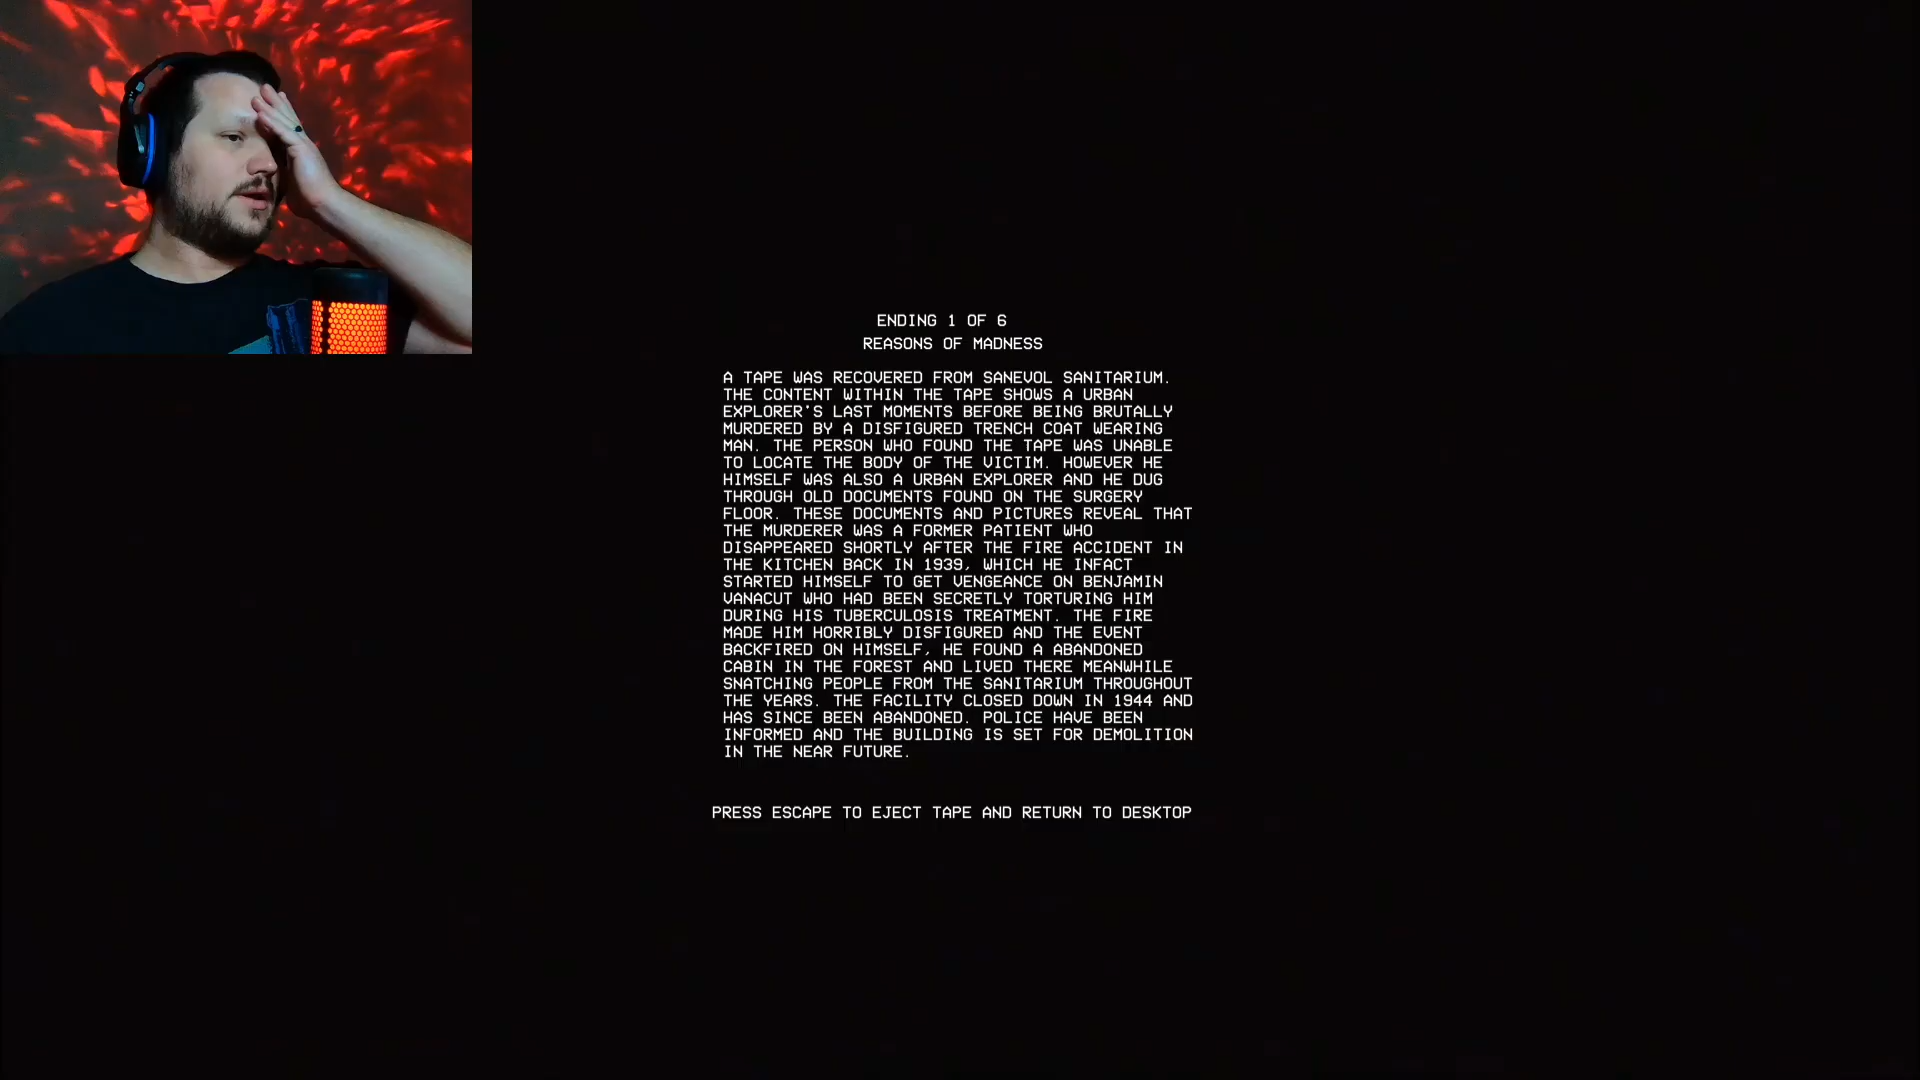 ENDING 1 OF 6
REASONS OF MADNESS
A TAPE WAS RECOVERED FROM SANEVOL SANITARIUM.
THE CONTENT WITHIN THE TAPE SHOWS A URBAN
EXPLORER'S LAST MOMENTS BEFORE BEING BRUTALLY
MURDERED BY A DISFIGURED TRENCH COAT WEARING
MAN. THE PERSON WHO FOUND THE TAPE WAS UNABLE
TO LOCATE THE BODY OF THE VICTIM. HOWEVER HE
HIMSELF WAS ALSO A URBAN EXPLORER AND HE DUG
THROUGH OLD DOCUMENTS FOUND ON THE SURGERY
FLOOR. THESE DOCUMENTS AND PICTURES REVEAL THAT
THE MURDERER WAS A FORMER PATIENT WHO
DISAPPEARED SHORTLY AFTER THE FIRE ACCIDENT IN
THE KITCHEN BACK IN 1939, WHICH HE INFACT
STARTED HIMSELF TO GET VENGEANCE ON BENJAMIN
VANACUT WHO HAD BEEN SECRETLY TORTURING HIM
DURING HIS TUBERCULOSIS TREATMENT. THE FIRE
MADE HIM HORRIBLY DISFIGURED AND THE EVENT
BACKFIRED ON HIMSELF, HE FOUND A ABANDONED
CABIN IN THE FOREST AND LIVED THERE MEANWHILE
SNATCHING PEOPLE FROM THE SANITARIUM THROUGHOUT
THE YEARS. THE FACILITY CLOSED DOWN IN 1944 AND
HAS SINCE BEEN ABANDONED. POLICE HAVE BEEN
INFORMED AND THE BUILDING IS SET FOR DEMOLITION
IN THE NEAR FUTURE.
PRESS ESCAPE TO EJECT TAPE AND RETURN TO DESKTOP